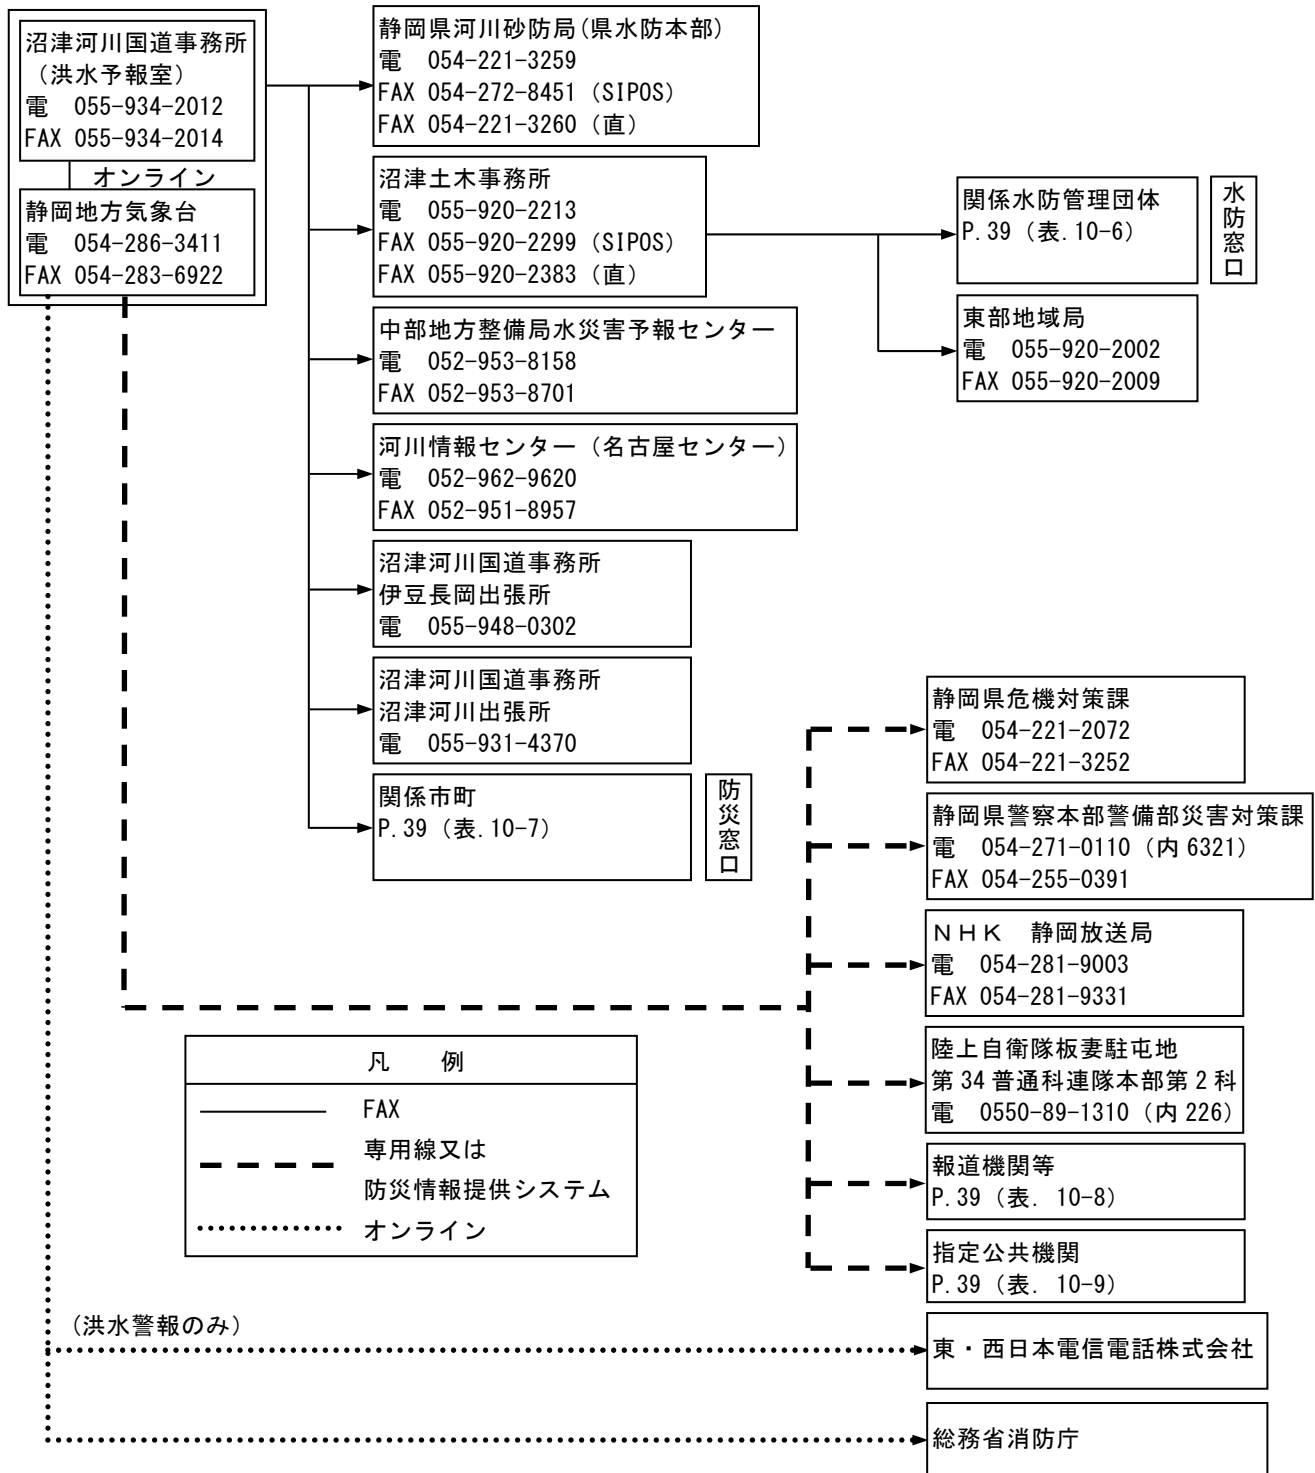 沼津河川国道事務所
(洪水予報室)
電 055-934-2012
FAX 055-934-2014
オンライン
静岡地方気象台
電 054-286-3411
FAX 054-283-6922
静岡県河川砂防局(県水防本部)
電 054-221-3259
FAX 054-272-8451 (SIPOS)
FAX 054-221-3260 (直)
沼津土木事務所
電 055-920-2213
FAX 055-920-2299 (SIPOS)
FAX 055-920-2383 (直)
関係水防管理団体
P.39 (表.10-6)
水防窓口
東部地域局
電 055-920-2002
FAX 055-920-2009
中部地方整備局水災害予報センター
電 052-953-8158
FAX 052-953-8701
河川情報センター (名古屋センター)
電 052-962-9620
FAX 052-951-8957
沼津河川国道事務所
伊豆長岡出張所
電 055-948-0302
沼津河川国道事務所
沼津河川出張所
電 055-931-4370
関係市町
P.39 (表.10-7)
防災窓口
静岡県危機対策課
電 054-221-2072
FAX 054-221-3252
静岡県警察本部警備部災害対策課
電 054-271-0110 (内 6321)
FAX 054-255-0391
NHK 静岡放送局
電 054-281-9003
FAX 054-281-9331
陸上自衛隊板妻駐屯地
第 34 普通科連隊本部第 2 科
電 0550-89-1310 (内 226)
報道機関等
P.39 (表. 10-8)
指定公共機関
P.39 (表. 10-9)
凡 例
FAX
専用線又は
防災情報提供システム
オンライン
(洪水警報のみ)
東・西日本電信電話株式会社
総務省消防庁